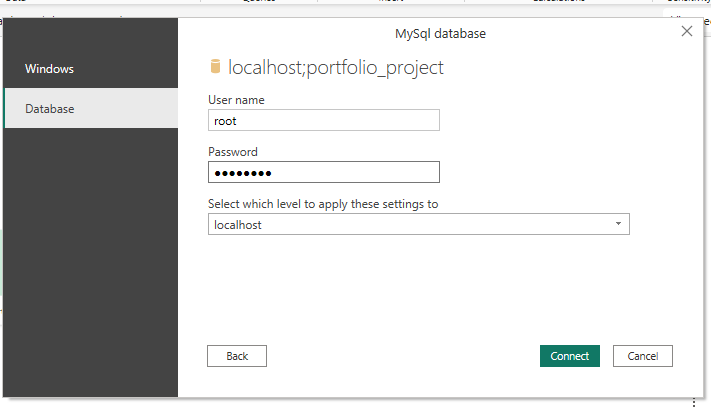 Queries
MySql database
Windows
Database
localhost;portfolio_project
User name
root
Password
Select which level to apply these settings to
localhost
Back
Connect
Cancel